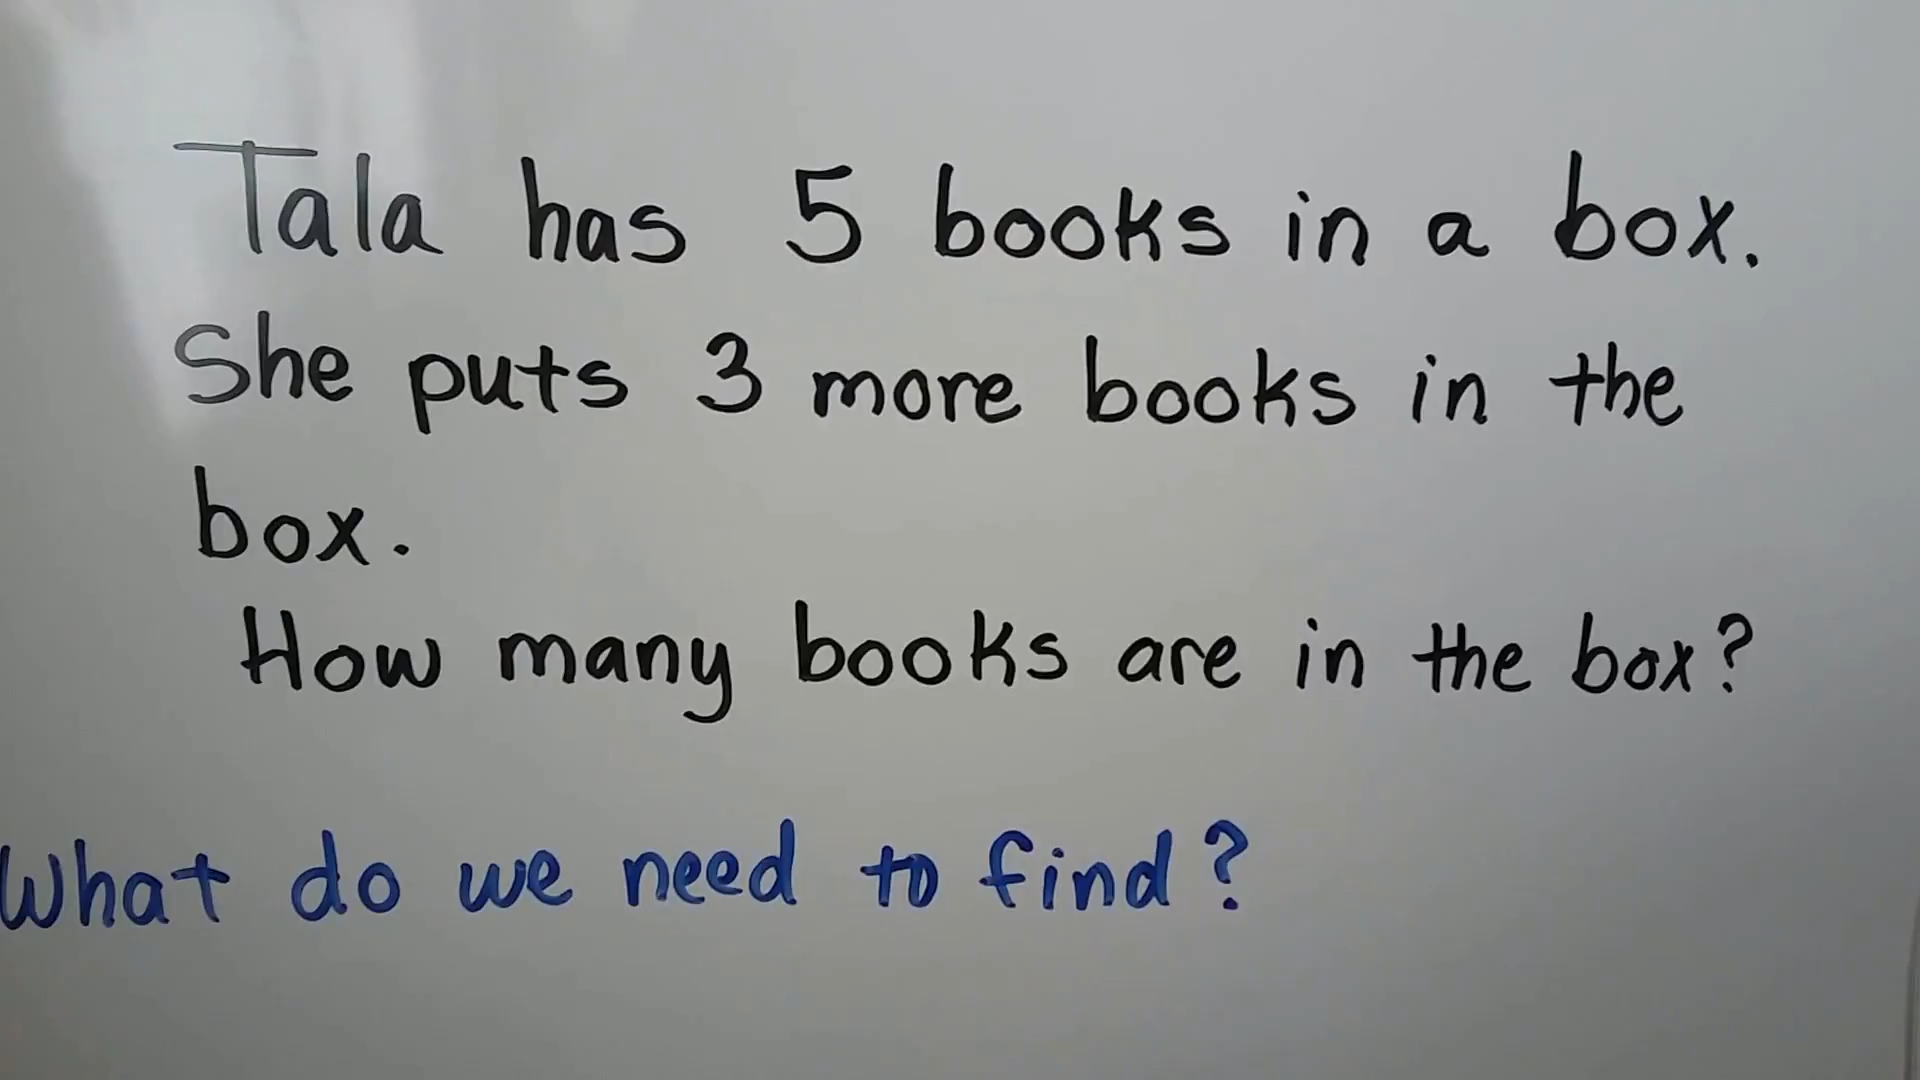 Tala has 5 books in a box.
She puts 3 more books in the
box.
How many books are in the box?
What do we need to find?